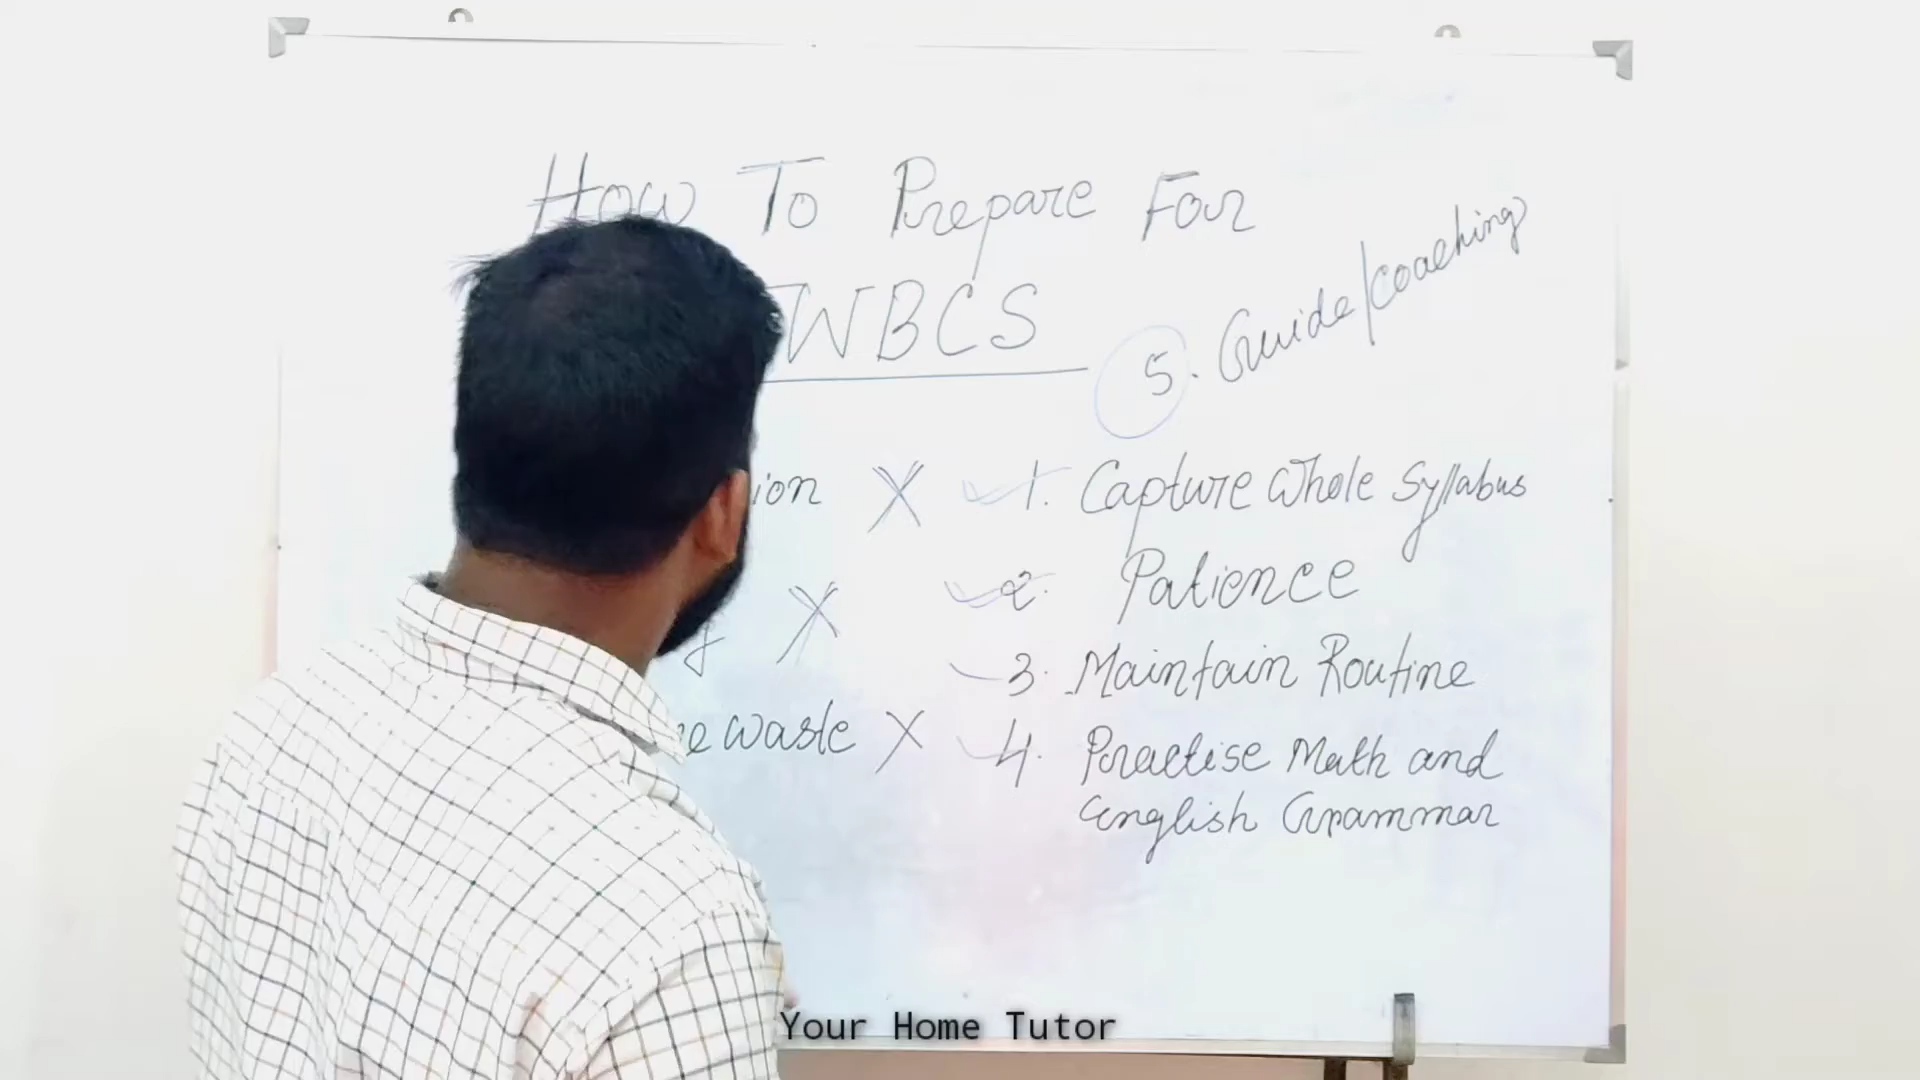 How To Prepare For
WBCS
5. Guide/coaching
X
1. Capture Whole Syllabus
X
2. Patience
3. Maintain Routine
waste X
4. Practise Math and
English Grammar
Your Home Tutor